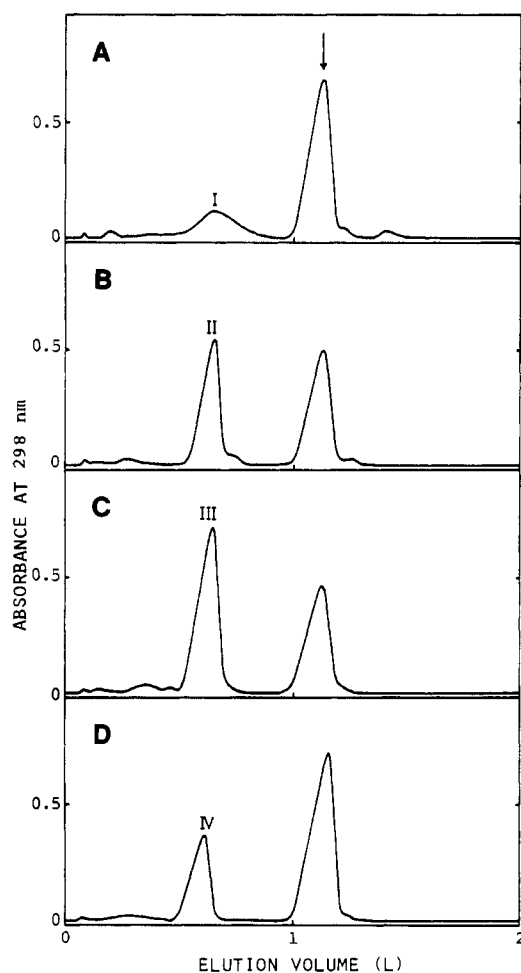 A
I
0.5
0
B
II
0.5
0
C
III
0.5
0
D
IV
0.5
0
0 1 2
ABSORBANCE AT 298 nm
ELUTION VOLUME (L)